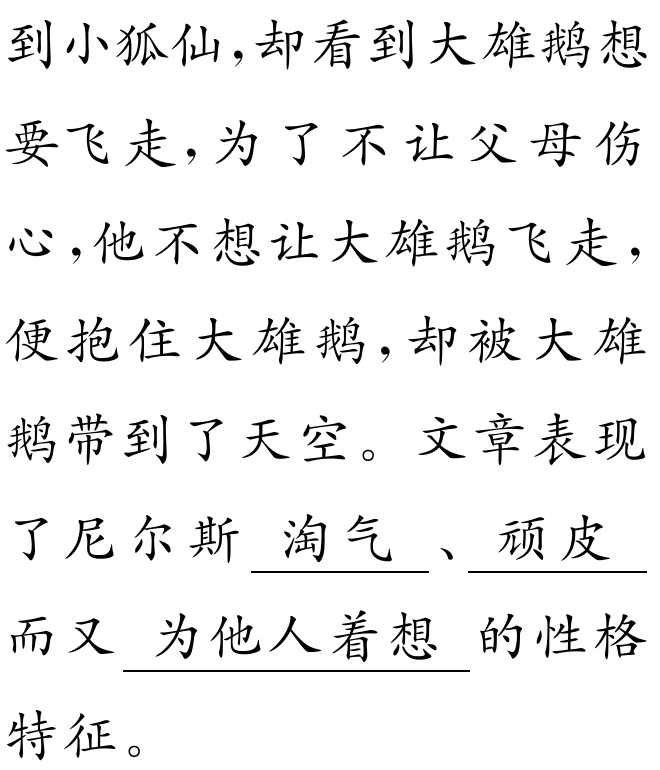 到小狐仙,却看到大雄鹅想
要飞走,为了不让父母伤
心,他不想让大雄鹅飞走,
便抱住大雄鹅,却被大雄
鹅带到了天空。文章表现
了尼尔斯 淘气 、 顽皮
而又 为他人着想 的性格
特征。